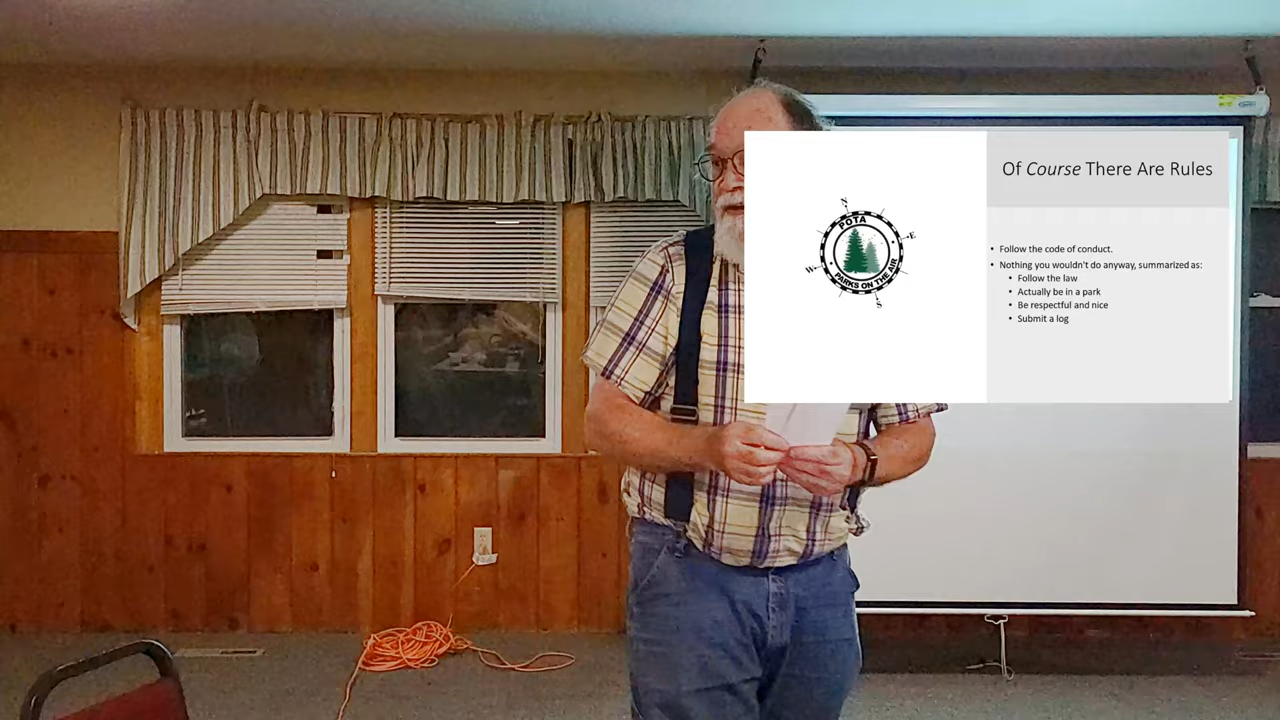 Of Course There Are Rules
• Follow the code of conduct.
• Nothing you wouldn't do anyway, summarized as:
• Follow the law
• Actually be in a park
• Be respectful and nice
• Submit a log
N
POTA
E
W
PARKS ON THE AIR
S